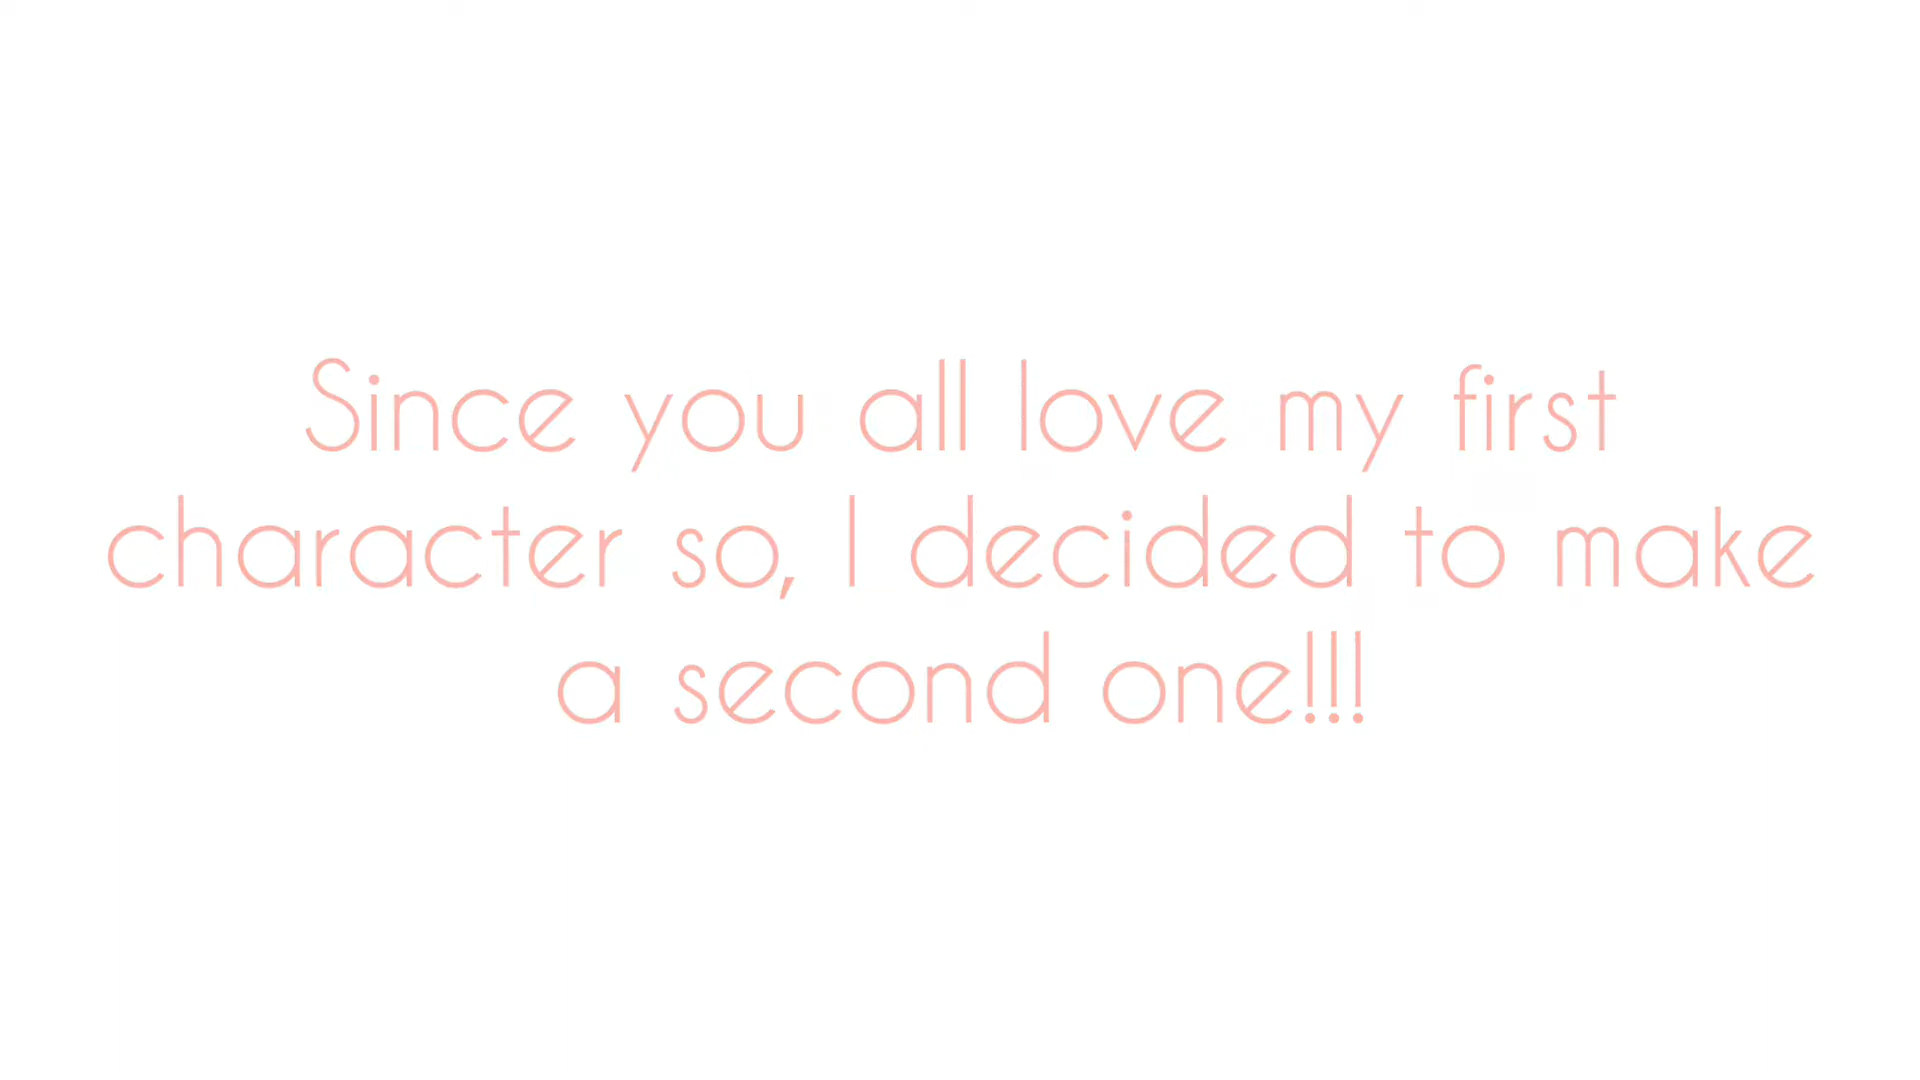 Since you all love my first
character so, I decided to make
a second one!!!